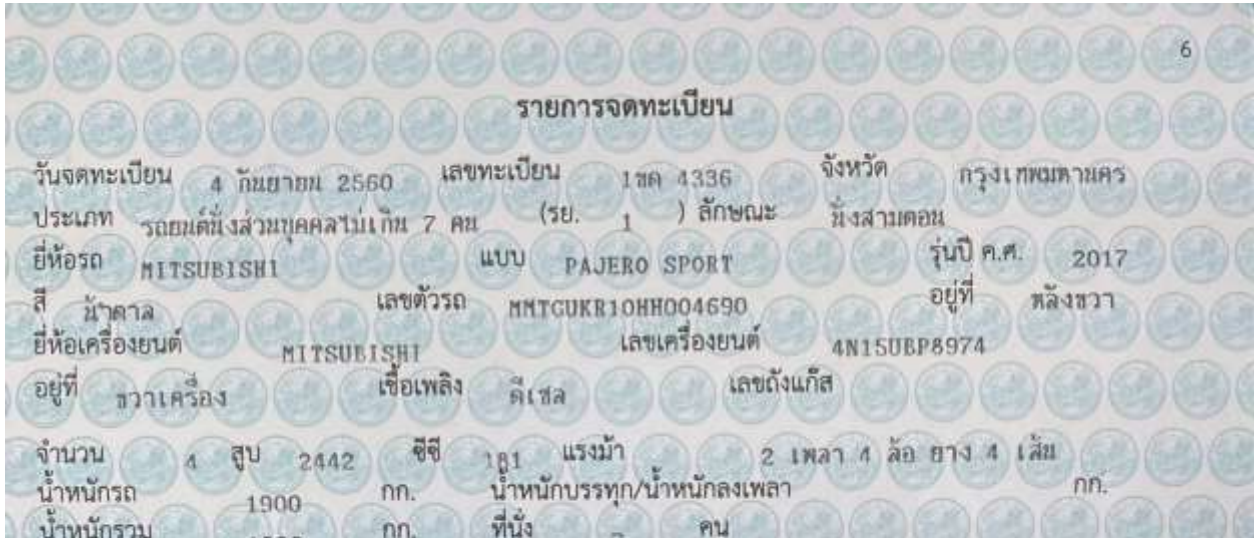 6
รายการจดทะเบียน
วันจดทะเบียน 4 กันยายน 2560 เลขทะเบียน 1ขค 4336 จังหวัด กรุงเทพมหานคร
ประเภท รถยนต์นั่งส่วนบุคคลไม่เกิน 7 คน (รย. 1 ) ลักษณะ นั่งสามตอน
ยี่ห้อรถ MITSUBISHI แบบ PAJERO SPORT รุ่นปี ค.ศ. 2017
สี น้ำตาล เลขตัวรถ MMTGUKR10HH004690 อยู่ที่ หลังขวา
ยี่ห้อเครื่องยนต์ MITSUBISHI เลขเครื่องยนต์ 4N15UBP8974
อยู่ที่ ขวาเครื่อง เชื้อเพลิง ดีเซล เลขถังแก๊ส
จำนวน 4 สูบ 2442 ซีซี 181 แรงม้า 2 เพลา 4 ล้อ ยาง 4 เส้น
น้ำหนักรถ 1900 กก. น้ำหนักบรรทุก/น้ำหนักลงเพลา กก.
น้ำหนักรวม กก. ที่นั่ง คน